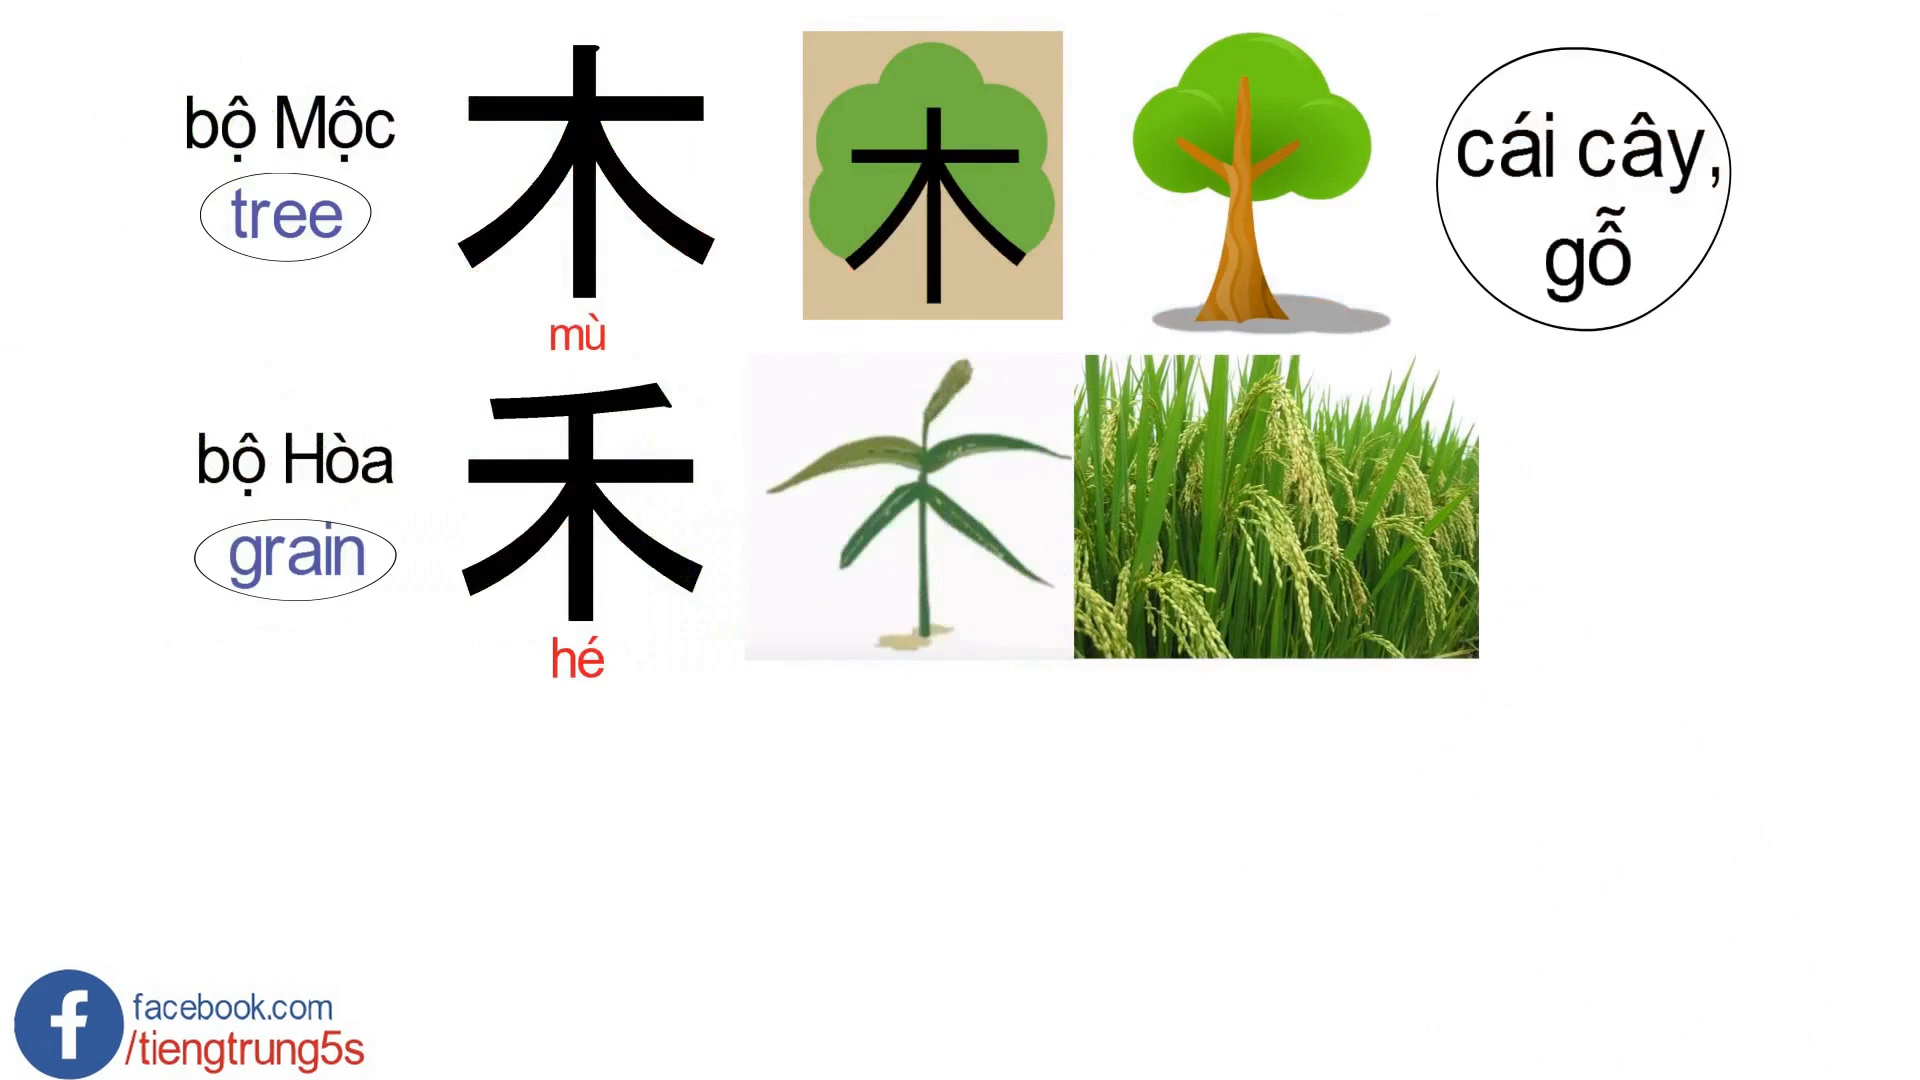 bộ Mộc
tree
木
mù
木
cái cây,
gỗ
bộ Hòa
grain
禾
hé
f
facebook.com
/tiengtrung5s